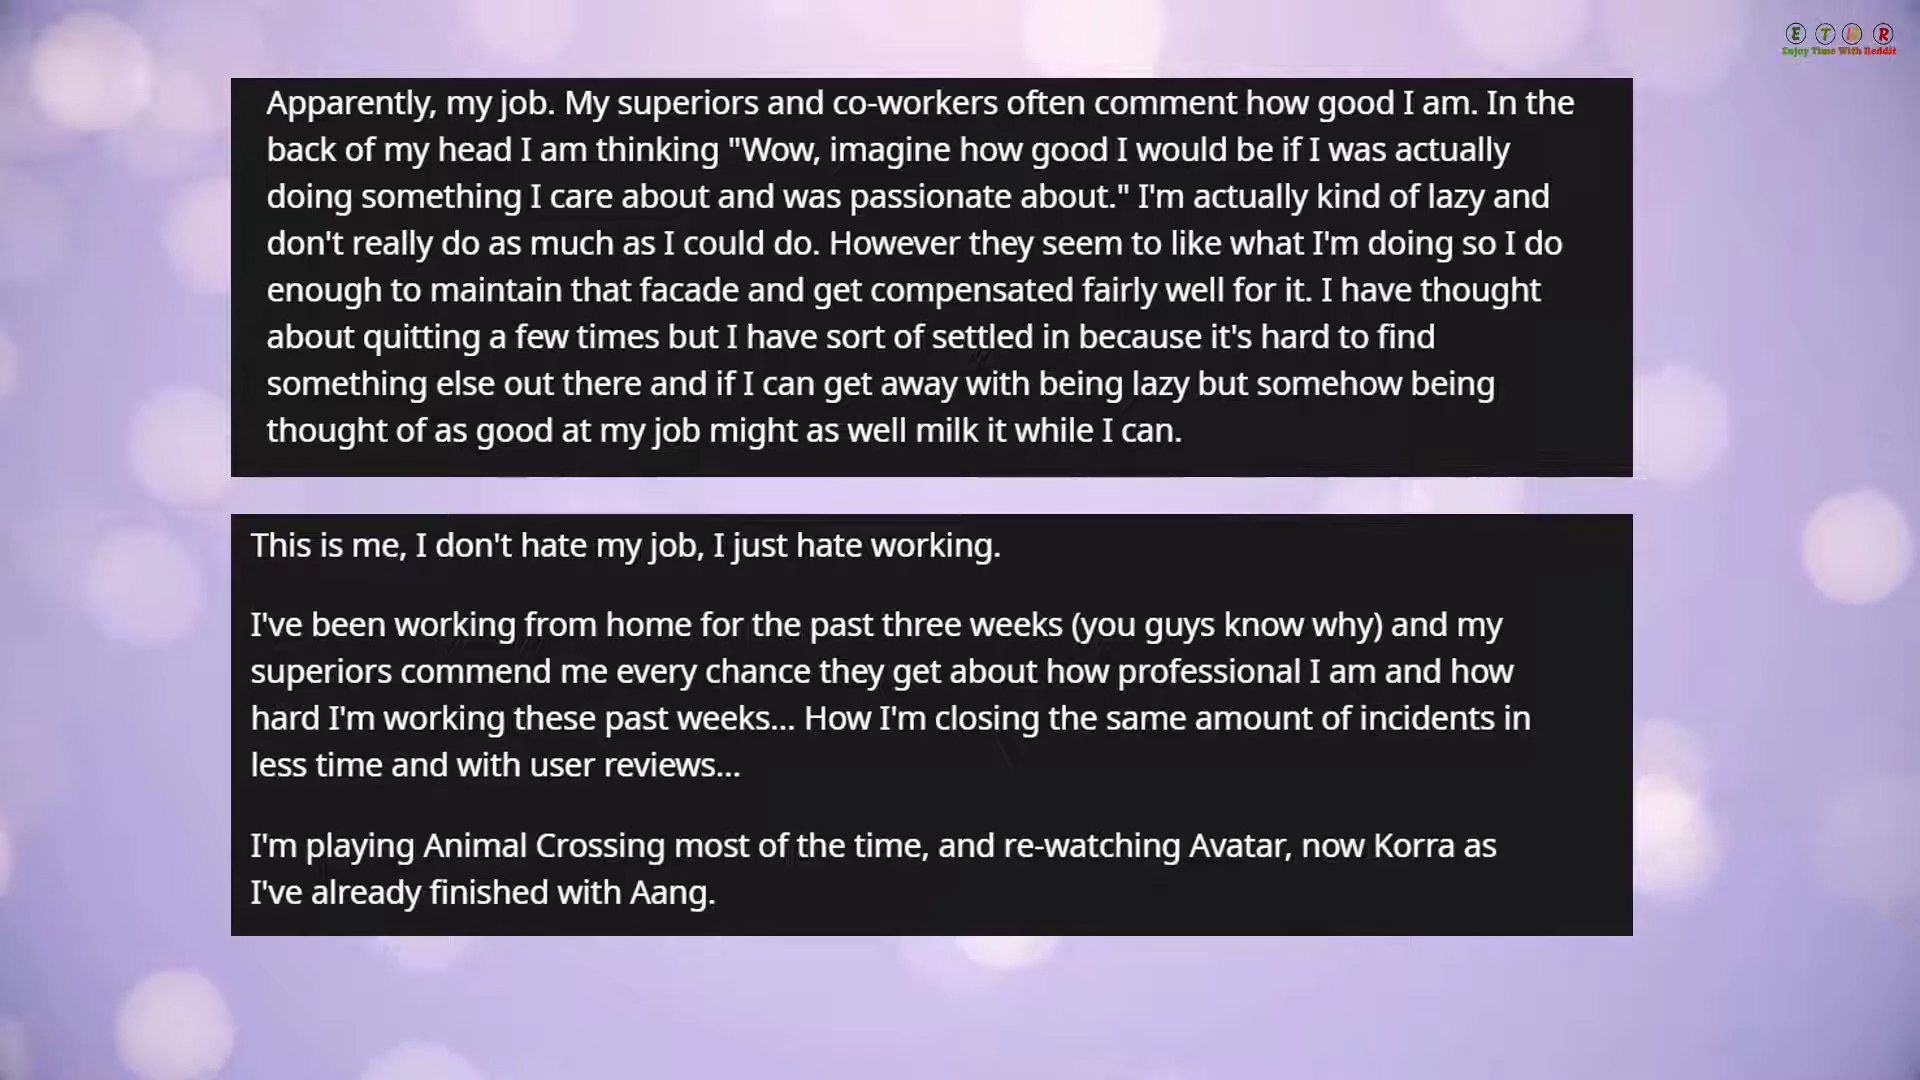 E T W R
Enjoy Time With Reddit
Apparently, my job. My superiors and co-workers often comment how good I am. In the
back of my head I am thinking "Wow, imagine how good I would be if I was actually
doing something I care about and was passionate about." I'm actually kind of lazy and
don't really do as much as I could do. However they seem to like what I'm doing so I do
enough to maintain that facade and get compensated fairly well for it. I have thought
about quitting a few times but I have sort of settled in because it's hard to find
something else out there and if I can get away with being lazy but somehow being
thought of as good at my job might as well milk it while I can.
This is me, I don't hate my job, I just hate working.
I've been working from home for the past three weeks (you guys know why) and my
superiors commend me every chance they get about how professional I am and how
hard I'm working these past weeks... How I'm closing the same amount of incidents in
less time and with user reviews...
I'm playing Animal Crossing most of the time, and re-watching Avatar, now Korra as
I've already finished with Aang.